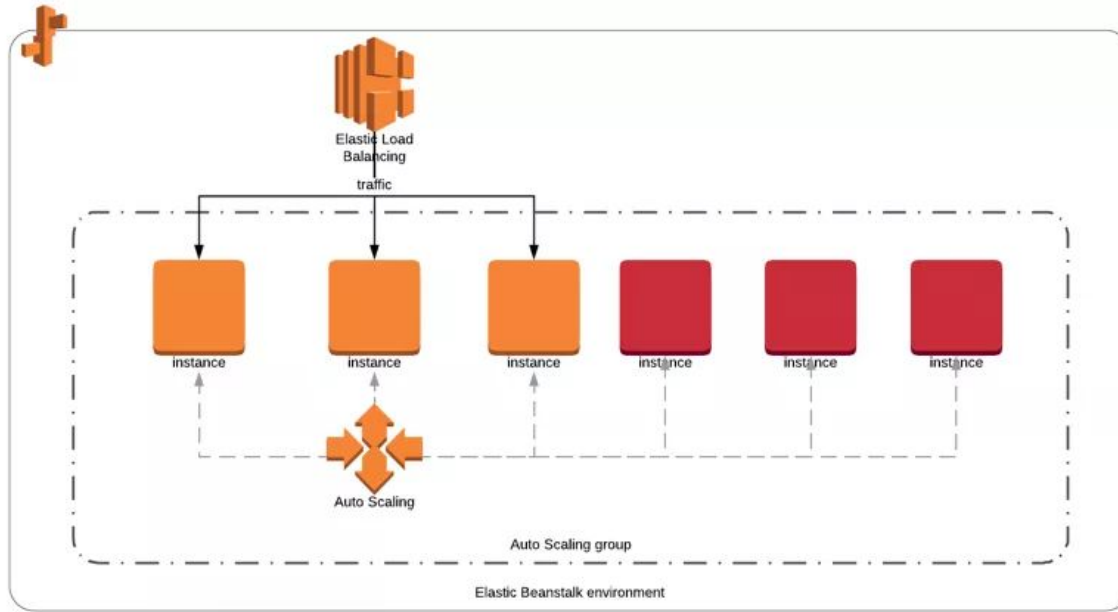 Elastic Load
Balancing
traffic
instance
instance
instance
instance
instance
instance
Auto Scaling
Auto Scaling group
Elastic Beanstalk environment